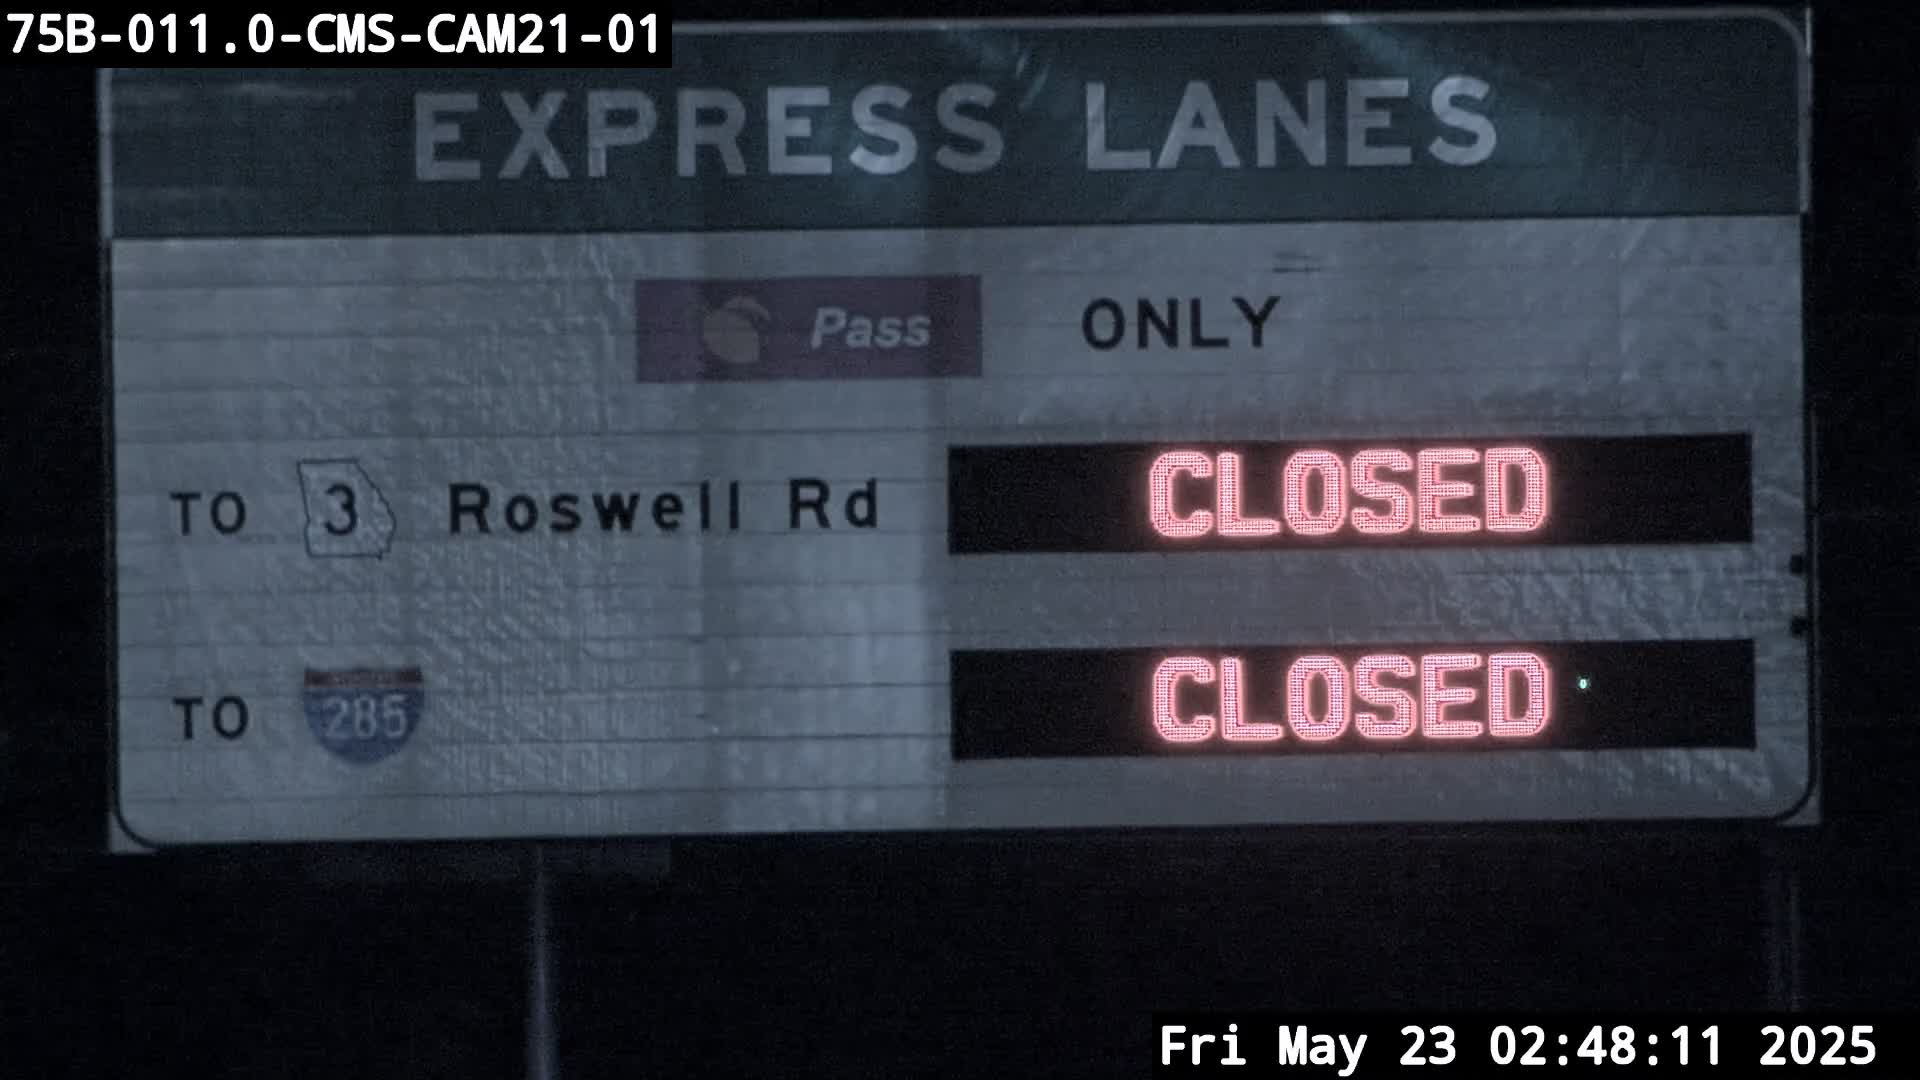 75B-011.0-CMS-CAM21-01
EXPRESS LANES
Pass ONLY
TO 3 Roswell Rd CLOSED
TO 285 CLOSED
Fri May 23 02:48:11 2025